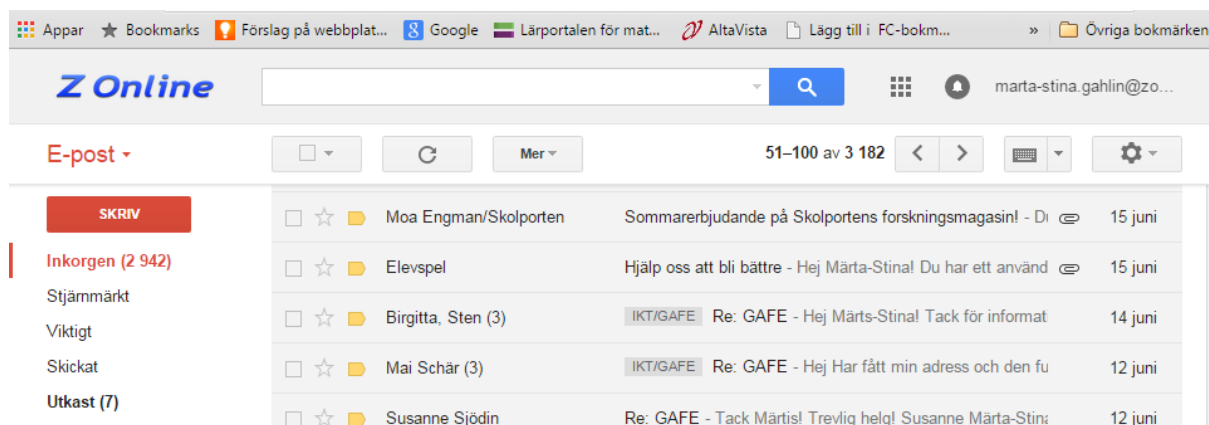 Appar Bookmarks Förslag på webbplat... Google Lärportalen för mat... AltaVista Lägg till i FC-bokm... » Övriga bokmärken
Z Online marta-stina.gahlin@zo...
E-post Mer 51–100 av 3 182
SKRIV
Moa Engman/Skolporten Sommarerbjudande på Skolportens forskningsmagasin! - Du 15 juni
Inkorgen (2 942)
Elevspel Hjälp oss att bli bättre - Hej Märta-Stina! Du har ett använd 15 juni
Stjärnmärkt
Birgitta, Sten (3) IKT/GAFE Re: GAFE - Hej Märts-Stina! Tack för informat 14 juni
Viktigt
Skickat
Mai Schär (3) IKT/GAFE Re: GAFE - Hej Har fått min adress och den fu 12 juni
Utkast (7)
Susanne Sjödin Re: GAFE - Tack Märtis! Trevlig helg! Susanne Märta-Stina 12 juni